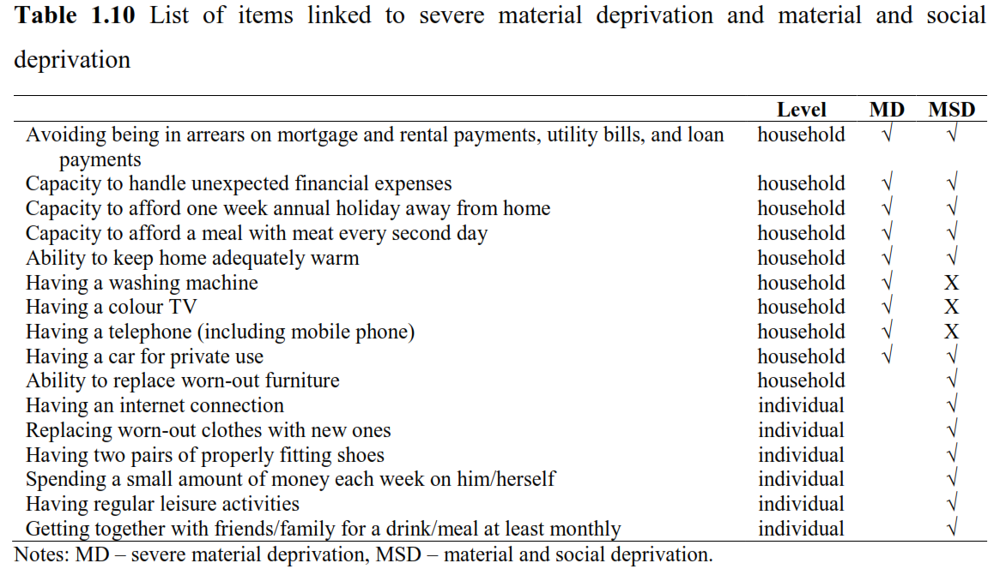 Table 1.10 List of items linked to severe material deprivation and material and social
deprivation
Level MD MSD
Avoiding being in arrears on mortgage and rental payments, utility bills, and loan household √ √
payments
Capacity to handle unexpected financial expenses household √ √
Capacity to afford one week annual holiday away from home household √ √
Capacity to afford a meal with meat every second day household √ √
Ability to keep home adequately warm household √ √
Having a washing machine household √ X
Having a colour TV household √ X
Having a telephone (including mobile phone) household √ X
Having a car for private use household √ √
Ability to replace worn-out furniture household √
Having an internet connection individual √
Replacing worn-out clothes with new ones individual √
Having two pairs of properly fitting shoes individual √
Spending a small amount of money each week on him/herself individual √
Having regular leisure activities individual √
Getting together with friends/family for a drink/meal at least monthly individual √
Notes: MD – severe material deprivation, MSD – material and social deprivation.